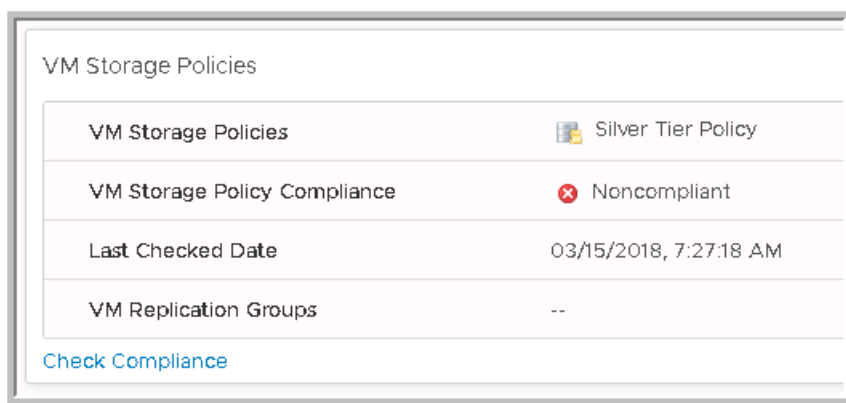 VM Storage Policies
VM Storage Policies Silver Tier Policy
VM Storage Policy Compliance Noncompliant
Last Checked Date 03/15/2018, 7:27:18 AM
VM Replication Groups --
Check Compliance